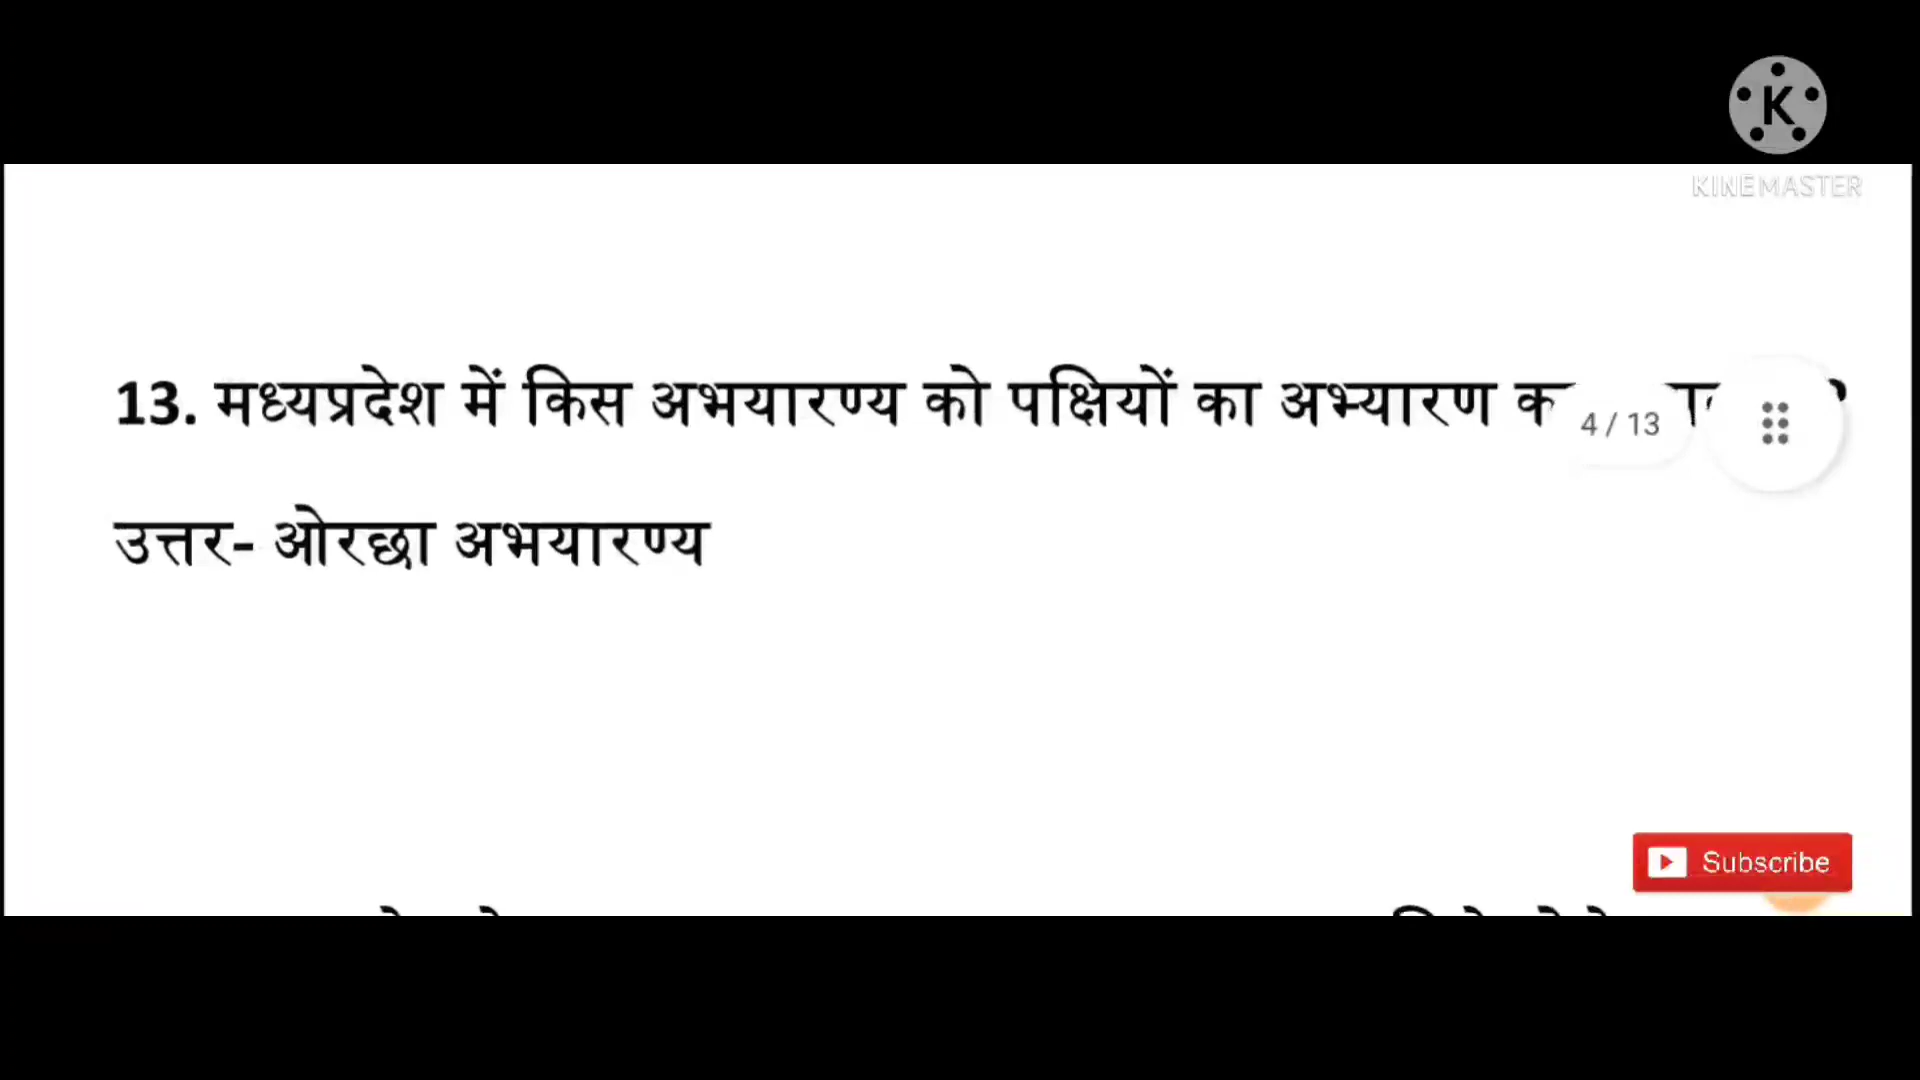 KINEMASTER
13. मध्यप्रदेश में किस अभयारण्य को पक्षियों का अभ्यारण
4 / 13
उत्तर- ओरछा अभयारण्य
Subscribe